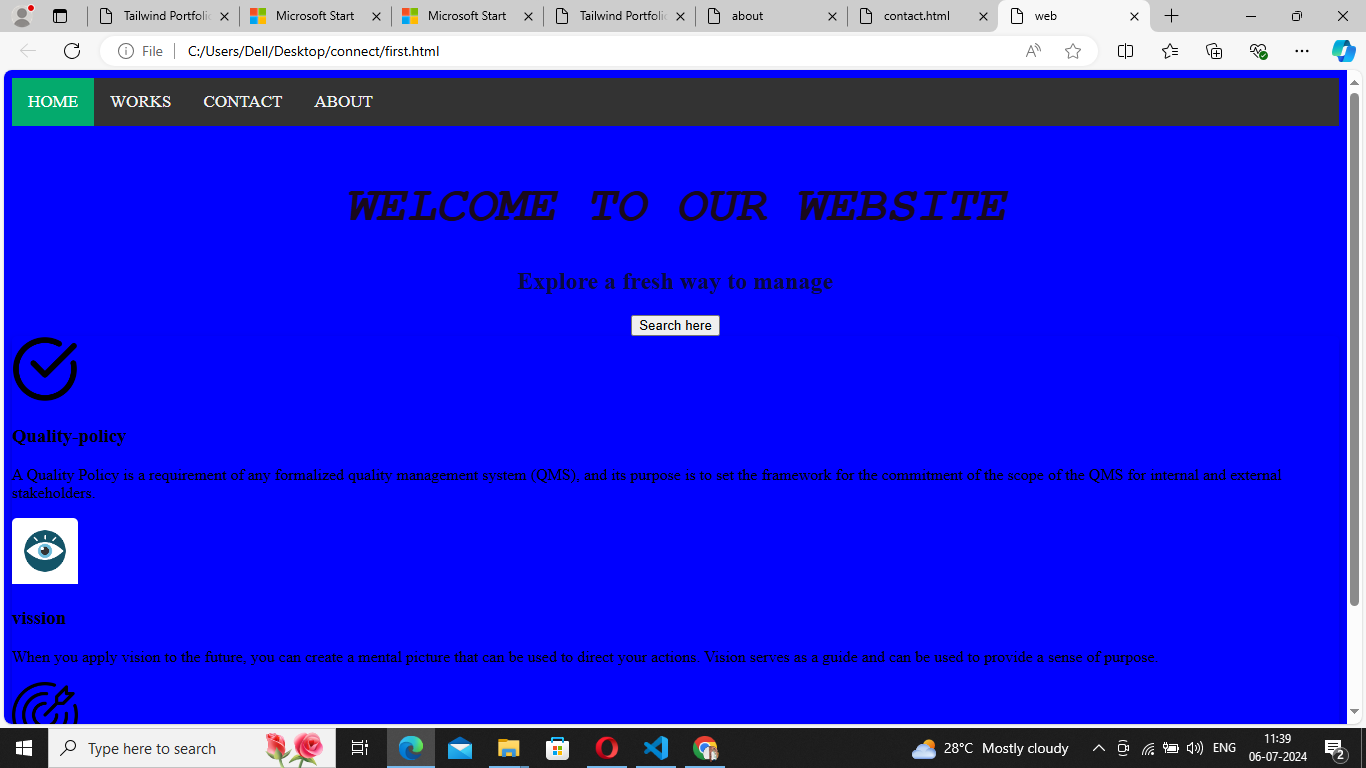 Tailwind Portfolio
Microsoft Start
Microsoft Start
Tailwind Portfolio
about
contact.html
web
File
C:/Users/Dell/Desktop/connect/first.html
HOME WORKS CONTACT ABOUT
WELCOME TO OUR WEBSITE
Explore a fresh way to manage
Search here
Quality-policy
A Quality Policy is a requirement of any formalized quality management system (QMS), and its purpose is to set the framework for the commitment of the scope of the QMS for internal and external
stakeholders.
vission
When you apply vision to the future, you can create a mental picture that can be used to direct your actions. Vision serves as a guide and can be used to provide a sense of purpose.
Type here to search
28°C Mostly cloudy
ENG
11:39
06-07-2024
2